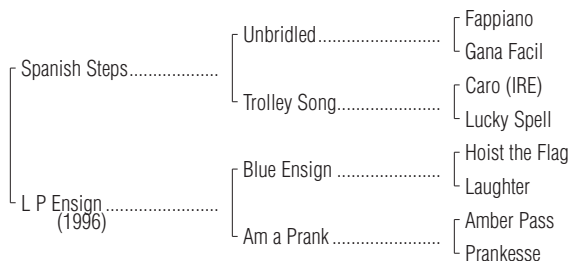 Fappiano
Unbridled
Gana Facil
Spanish Steps
Caro (IRE)
Trolley Song
Lucky Spell
Hoist the Flag
Blue Ensign
Laughter
L P Ensign
(1996)
Amber Pass
Am a Prank
Prankesse